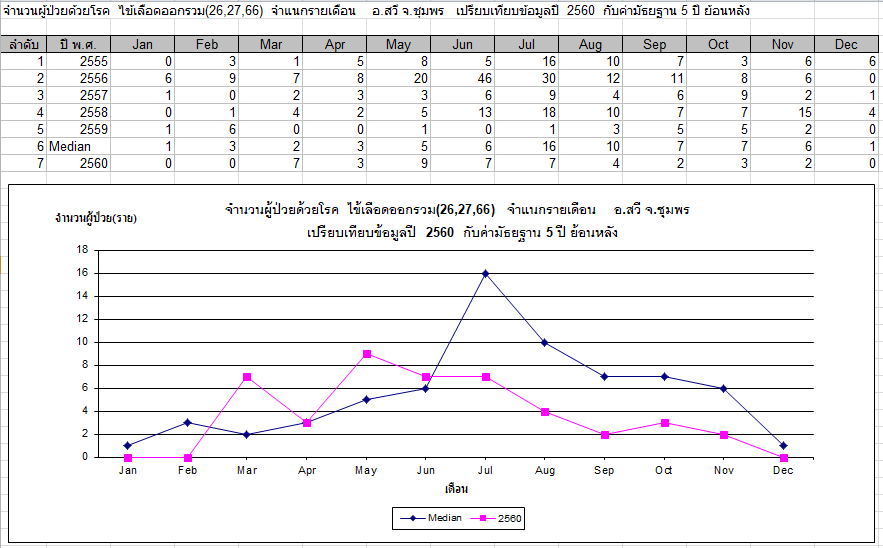 จำนวนผู้ป่วยด้วยโรค ไข้เลือดออกรวม(26,27,66) จำแนกรายเดือน อ.สวี จ.ชุมพร เปรียบเทียบข้อมูลปี 2560 กับค่ามัธยฐาน 5 ปี ย้อนหลัง
ลำดับ ปี พ.ศ. Jan Feb Mar Apr May Jun Jul Aug Sep Oct Nov Dec
1 2555 0 3 1 5 8 5 16 10 7 3 6 6
2 2556 6 9 7 8 20 46 30 12 11 8 6 0
3 2557 1 0 2 3 3 6 9 4 6 9 2 1
4 2558 0 1 4 2 5 13 18 10 7 7 15 4
5 2559 1 6 0 0 1 0 1 3 5 5 2 0
6 Median 1 3 2 3 5 6 16 10 7 7 6 1
7 2560 0 0 7 3 9 7 7 4 2 3 2 0
จำนวนผู้ป่วยด้วยโรค ไข้เลือดออกรวม(26,27,66) จำแนกรายเดือน อ.สวี จ.ชุมพร
จำนวนผู้ป่วย(ราย)
เปรียบเทียบข้อมูลปี 2560 กับค่ามัธยฐาน 5 ปี ย้อนหลัง
18
16
14
12
10
8
6
4
2
0
Jan Feb Mar Apr May Jun Jul Aug Sep Oct Nov Dec
เดือน
Median 2560